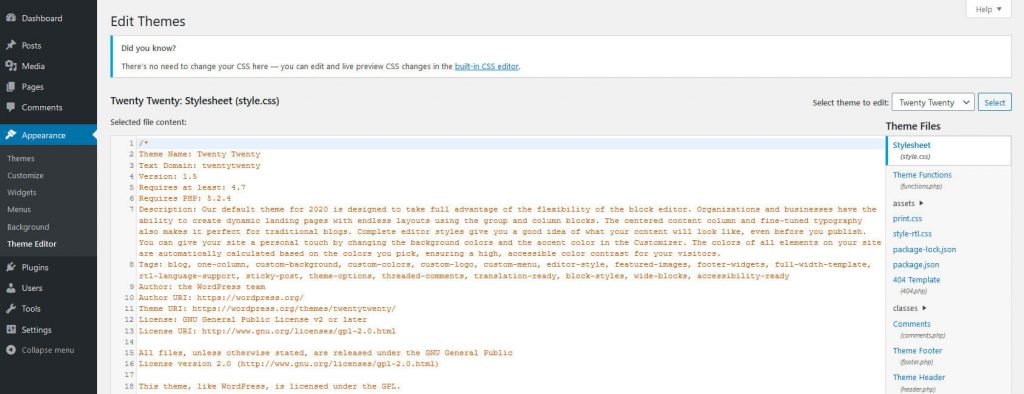 Help
Dashboard
Posts
Media
Pages
Comments
Appearance
Themes
Customize
Widgets
Menus
Background
Theme Editor
Plugins
Users
Tools
Settings
Collapse menu
Edit Themes
Did you know?
There's no need to change your CSS here — you can edit and live preview CSS changes in the built-in CSS editor.
Twenty Twenty: Stylesheet (style.css)
Select theme to edit: Twenty Twenty Select
Selected file content:
1 /*
2 Theme Name: Twenty Twenty
3 Text Domain: twentytwenty
4 Version: 1.5
5 Requires at least: 4.7
6 Requires PHP: 5.2.4
7 Description: Our default theme for 2020 is designed to take full advantage of the flexibility of the block editor. Organizations and businesses have the
ability to create dynamic landing pages with endless layouts using the group and column blocks. The centered content column and fine-tuned typography
also makes it perfect for traditional blogs. Complete editor styles give you a good idea of what your content will look like, even before you publish.
You can give your site a personal touch by changing the background colors and the accent color in the Customizer. The colors of all elements on your site
are automatically calculated based on the colors you pick, ensuring a high, accessible color contrast for your visitors.
8 Tags: blog, one-column, custom-background, custom-colors, custom-logo, custom-menu, editor-style, featured-images, footer-widgets, full-width-template,
rtl-language-support, sticky-post, theme-options, threaded-comments, translation-ready, block-styles, wide-blocks, accessibility-ready
9 Author: the WordPress team
10 Author URI: https://wordpress.org/
11 Theme URI: https://wordpress.org/themes/twentytwenty/
12 License: GNU General Public License v2 or later
13 License URI: http://www.gnu.org/licenses/gpl-2.0.html
14
15 All files, unless otherwise stated, are released under the GNU General Public
16 License version 2.0 (http://www.gnu.org/licenses/gpl-2.0.html)
17
18 This theme, like WordPress, is licensed under the GPL.
Theme Files
Stylesheet
(style.css)
Theme Functions
(functions.php)
assets
print.css
style-rtl.css
package-lock.json
package.json
404 Template
(404.php)
classes
Comments
(comments.php)
Theme Footer
(footer.php)
Theme Header
(header.php)